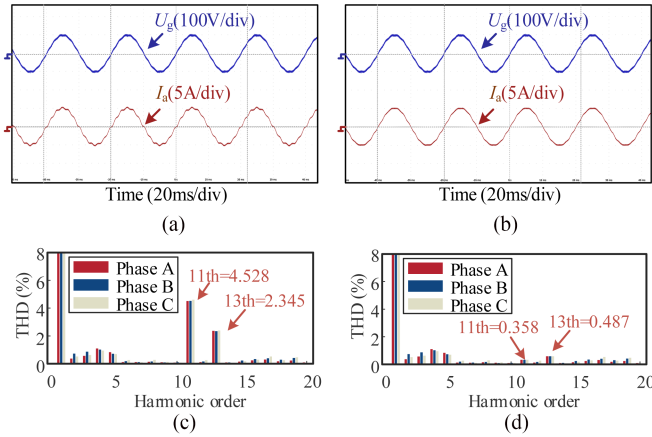 Ug(100V/div)
Ia(5A/div)
Time (20ms/div)
(a)
Ug(100V/div)
Ia(5A/div)
Time (20ms/div)
(b)
THD (%)
8
6
4
2
0
Phase A
Phase B
Phase C
11th=4.528
13th=2.345
0 5 10 15 20
Harmonic order
(c)
THD (%)
8
6
4
2
0
Phase A
Phase B
Phase C
11th=0.358
13th=0.487
0 5 10 15 20
Harmonic order
(d)